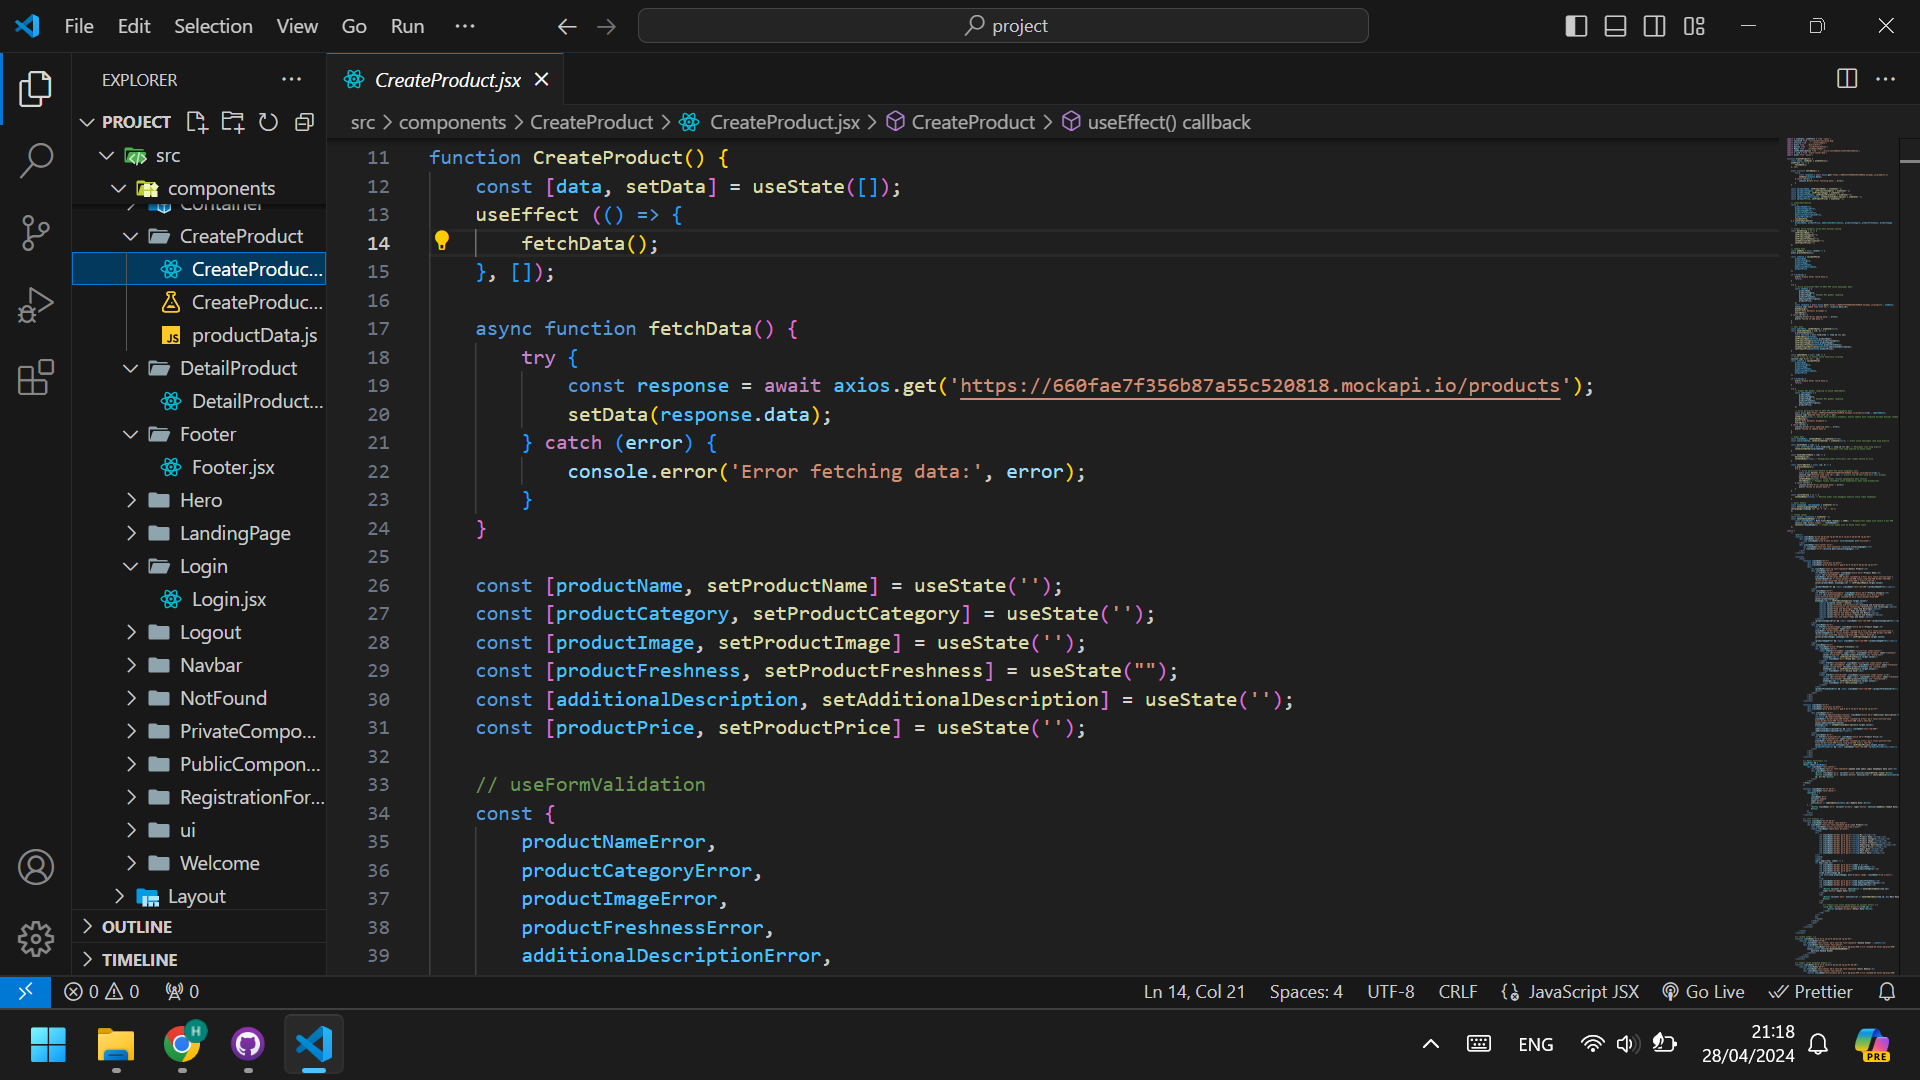 File Edit Selection View Go Run ... project
EXPLORER ...
CreateProduct.jsx
PROJECT
src > components > CreateProduct > CreateProduct.jsx > CreateProduct > useEffect() callback
src
components
Container
CreateProduct
CreateProduc...
CreateProduc...
productData.js
DetailProduct
DetailProduct...
Footer
Footer.jsx
Hero
LandingPage
Login
Login.jsx
Logout
Navbar
NotFound
PrivateCompo...
PublicCompon...
RegistrationFor...
ui
Welcome
Layout
OUTLINE
TIMELINE
11 function CreateProduct() {
12 const [data, setData] = useState([]);
13 useEffect (() => {
14 fetchData();
15 }, []);
16
17 async function fetchData() {
18 try {
19 const response = await axios.get('https://660fae7f356b87a55c520818.mockapi.io/products');
20 setData(response.data);
21 } catch (error) {
22 console.error('Error fetching data:', error);
23 }
24 }
25
26 const [productName, setProductName] = useState('');
27 const [productCategory, setProductCategory] = useState('');
28 const [productImage, setProductImage] = useState('');
29 const [productFreshness, setProductFreshness] = useState("");
30 const [additionalDescription, setAdditionalDescription] = useState('');
31 const [productPrice, setProductPrice] = useState('');
32
33 // useFormValidation
34 const {
35 productNameError,
36 productCategoryError,
37 productImageError,
38 productFreshnessError,
39 additionalDescriptionError,
0 0 0 Ln 14, Col 21 Spaces: 4 UTF-8 CRLF JavaScript JSX Go Live Prettier
H ENG 21:18
28/04/2024 PRE